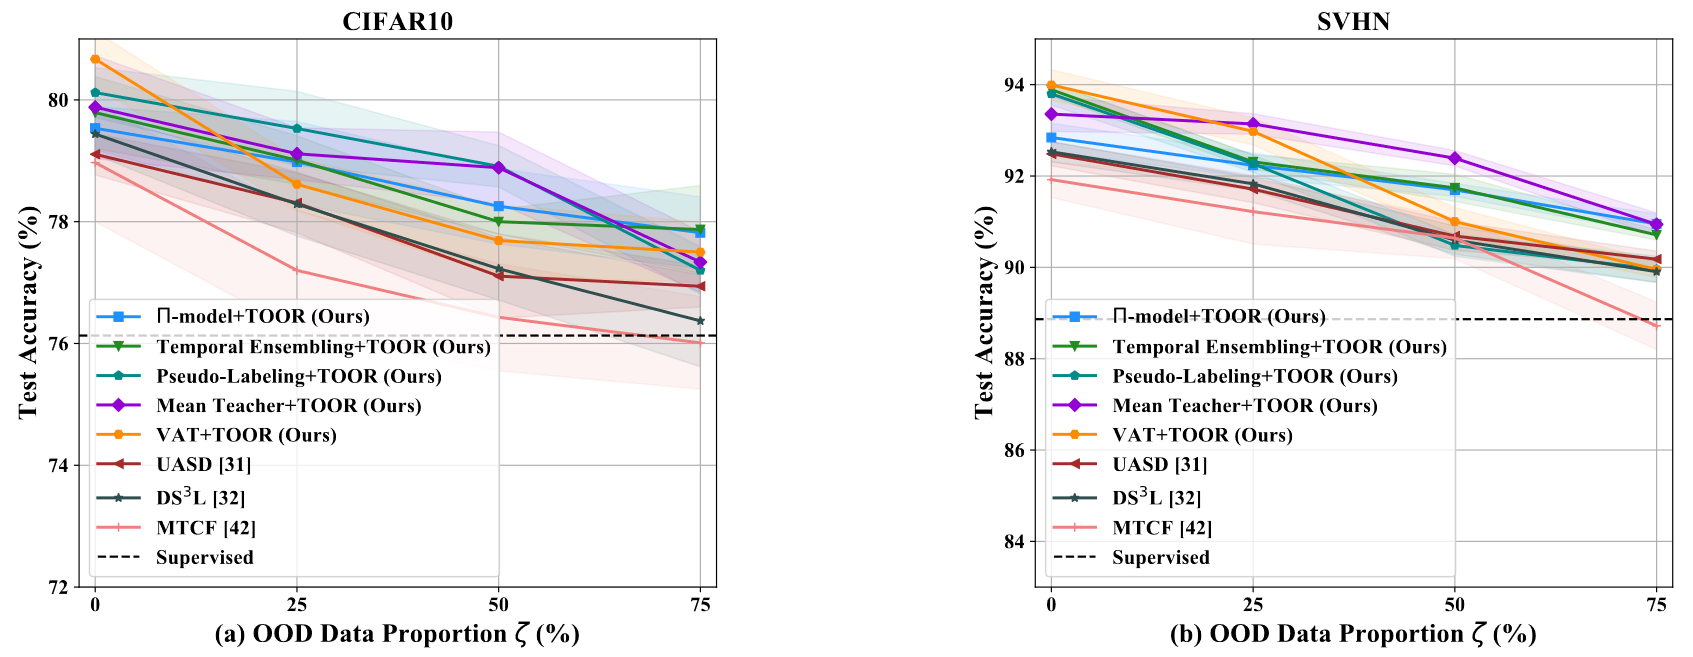 CIFAR10
Test Accuracy (%)
80
78
76
74
72
Π-model+TOOR (Ours)
Temporal Ensembling+TOOR (Ours)
Pseudo-Labeling+TOOR (Ours)
Mean Teacher+TOOR (Ours)
VAT+TOOR (Ours)
UASD [31]
DS³L [32]
MTCF [42]
Supervised
0 25 50 75
(a) OOD Data Proportion ζ (%)
SVHN
Test Accuracy (%)
94
92
90
88
86
84
Π-model+TOOR (Ours)
Temporal Ensembling+TOOR (Ours)
Pseudo-Labeling+TOOR (Ours)
Mean Teacher+TOOR (Ours)
VAT+TOOR (Ours)
UASD [31]
DS³L [32]
MTCF [42]
Supervised
0 25 50 75
(b) OOD Data Proportion ζ (%)